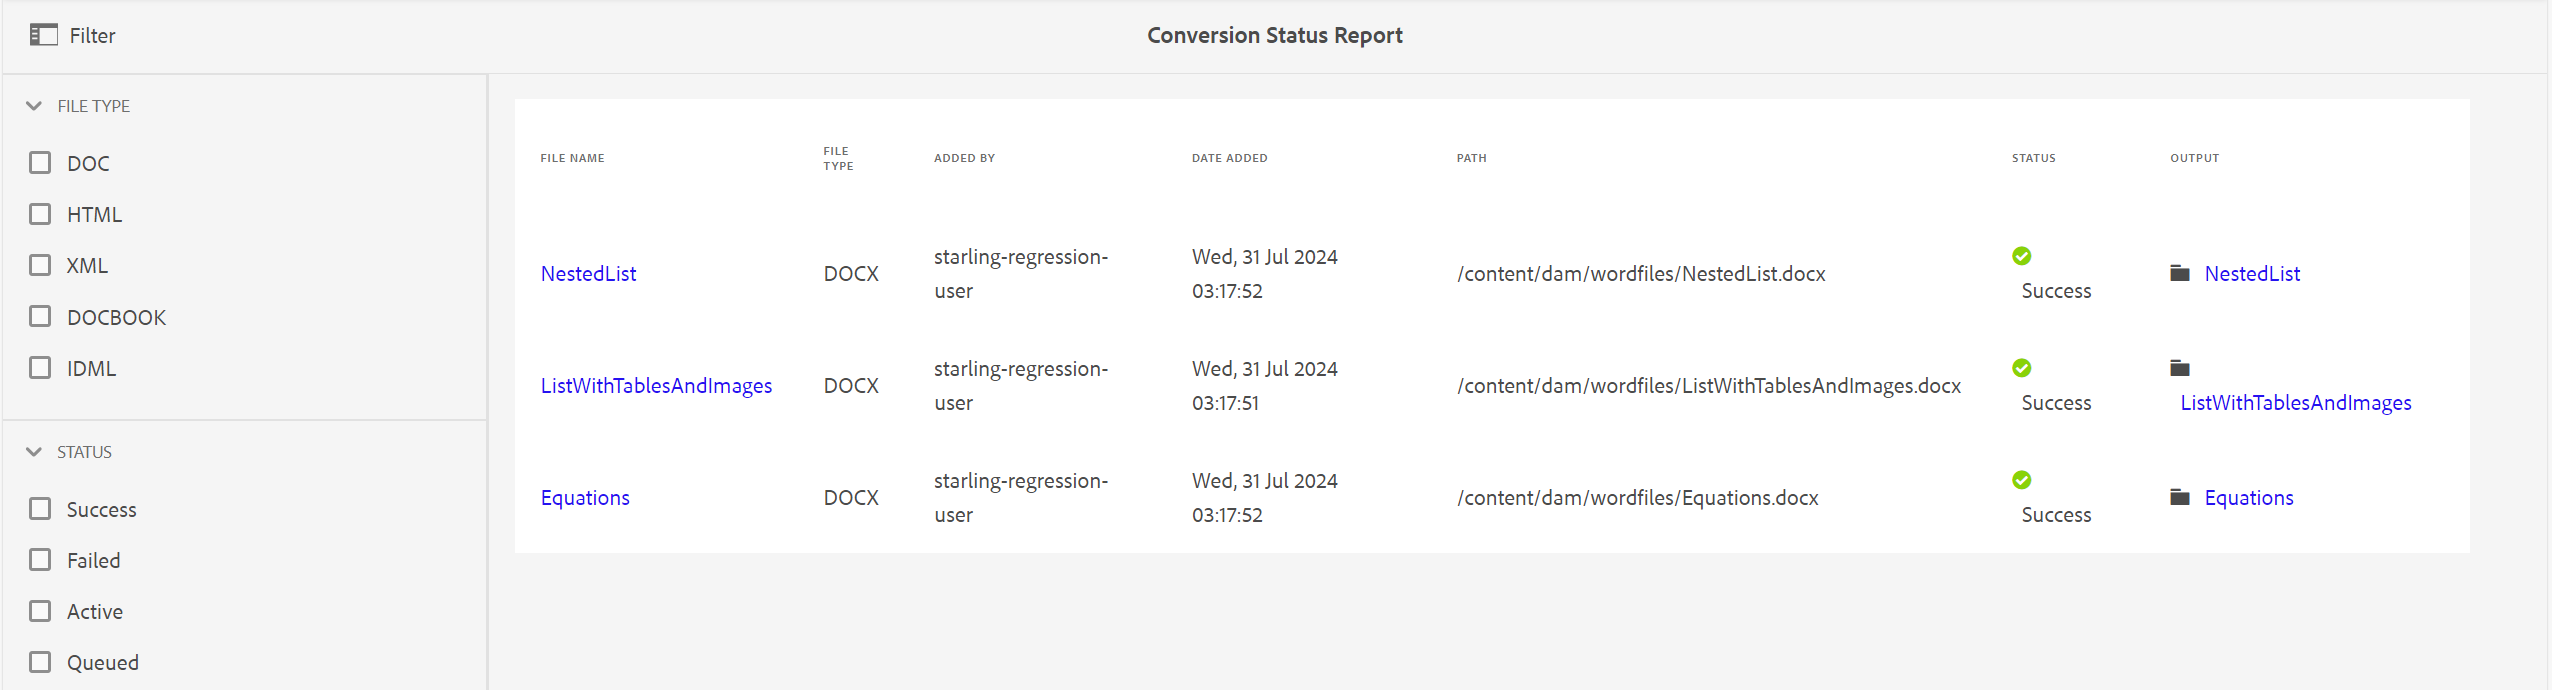 Filter
Conversion Status Report
FILE TYPE
DOC
HTML
XML
DOCBOOK
IDML
STATUS
Success
Failed
Active
Queued
FILE NAME FILE TYPE ADDED BY DATE ADDED PATH STATUS OUTPUT
NestedList DOCX starling-regression-user Wed, 31 Jul 2024 03:17:52 /content/dam/wordfiles/NestedList.docx Success NestedList
ListWithTablesAndImages DOCX starling-regression-user Wed, 31 Jul 2024 03:17:51 /content/dam/wordfiles/ListWithTablesAndImages.docx Success ListWithTablesAndImages
Equations DOCX starling-regression-user Wed, 31 Jul 2024 03:17:52 /content/dam/wordfiles/Equations.docx Success Equations